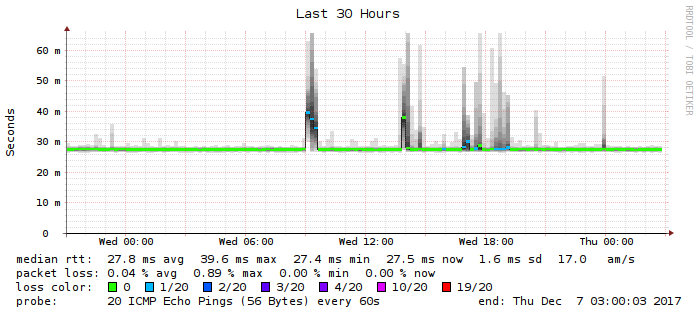 Last 30 Hours
RRDTOOL / TOBI OETIKER
Seconds
60 m
50 m
40 m
30 m
20 m
10 m
0
Wed 00:00 Wed 06:00 Wed 12:00 Wed 18:00 Thu 00:00
median rtt: 27.8 ms avg 39.6 ms max 27.4 ms min 27.5 ms now 1.6 ms sd 17.0 am/s
packet loss: 0.04 % avg 0.89 % max 0.00 % min 0.00 % now
loss color: 0 1/20 2/20 3/20 4/20 10/20 19/20
probe: 20 ICMP Echo Pings (56 Bytes) every 60s end: Thu Dec 7 03:00:03 2017